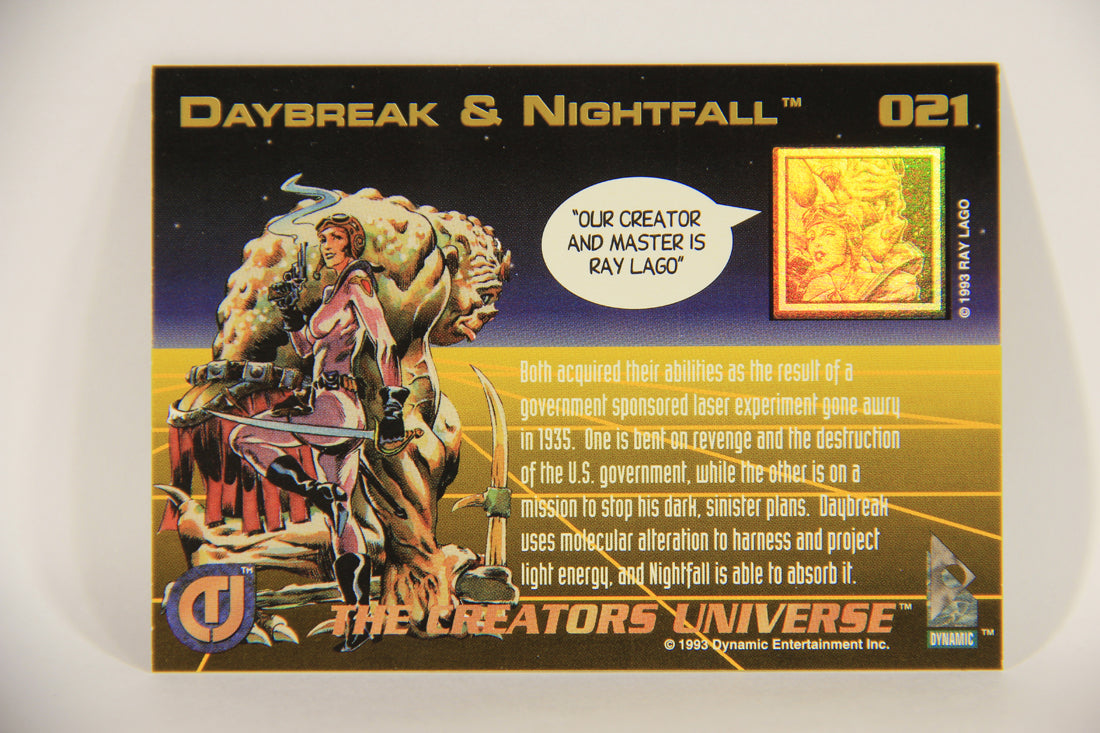 DAYBREAK & NIGHTFALL™ 021
"OUR CREATOR
AND MASTER IS
RAY LAGO"
© 1993 RAY LAGO
Both acquired their abilities as the result of a
government sponsored laser experiment gone awry
in 1935. One is bent on revenge and the destruction
of the U.S. government, while the other is on a
mission to stop his dark, sinister plans. Daybreak
uses molecular alteration to harness and project
light energy, and Nightfall is able to absorb it.
TM
THE CREATORS UNIVERSE™
© 1993 Dynamic Entertainment Inc.
DYNAMIC ™